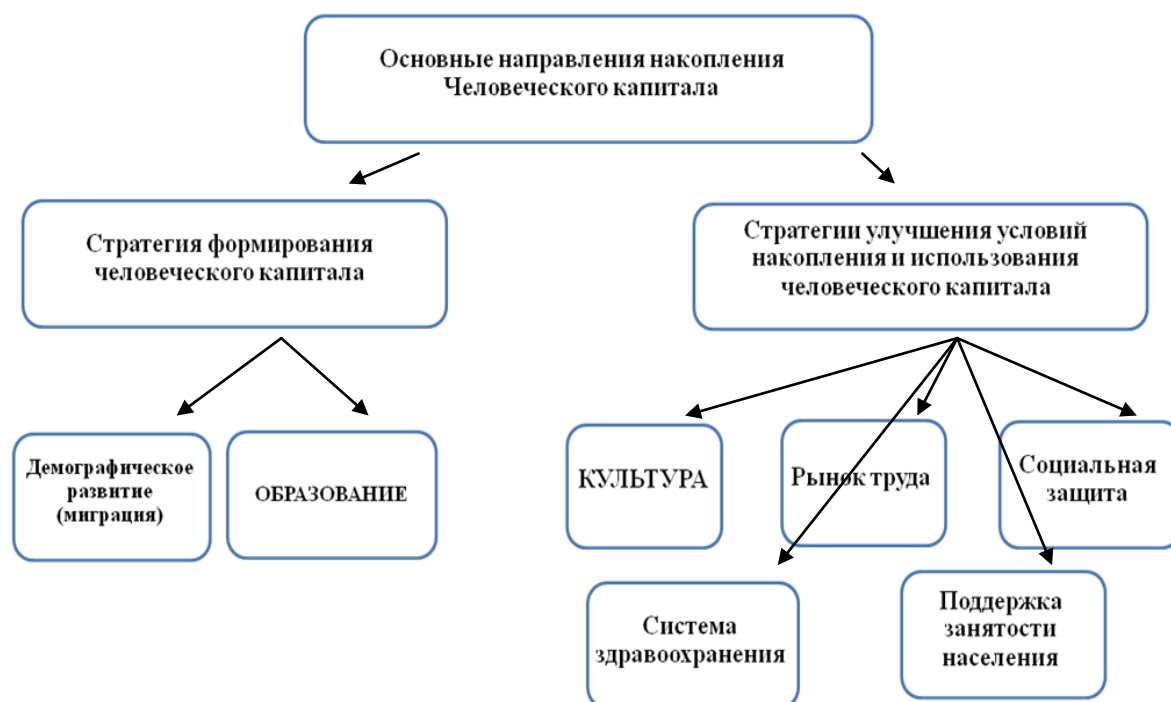 Основные направления накопления
Человеческого капитала
Стратегия формирования
человеческого капитала
Стратегии улучшения условий
накопления и использования
человеческого капитала
Демографическое
развитие
(миграция)
ОБРАЗОВАНИЕ
КУЛЬТУРА
Рынок труда
Социальная
защита
Система
здравоохранения
Поддержка
занятости
населения